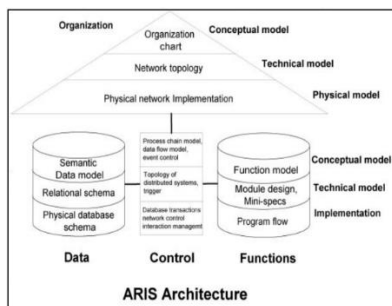 Organization
Conceptual model
Organization
chart
Technical model
Network topology
Physical model
Physical network Implementation
Process chain model,
data flow model,
event control
Conceptual model
Semantic
Data model
Function model
Technical model
Relational schema
Topology of
distributed systems,
trigger
Module design,
Mini-specs
Implementation
Physical database
schema
Database transactions
network control
interaction managemt
Program flow
Data
Control
Functions
ARIS Architecture